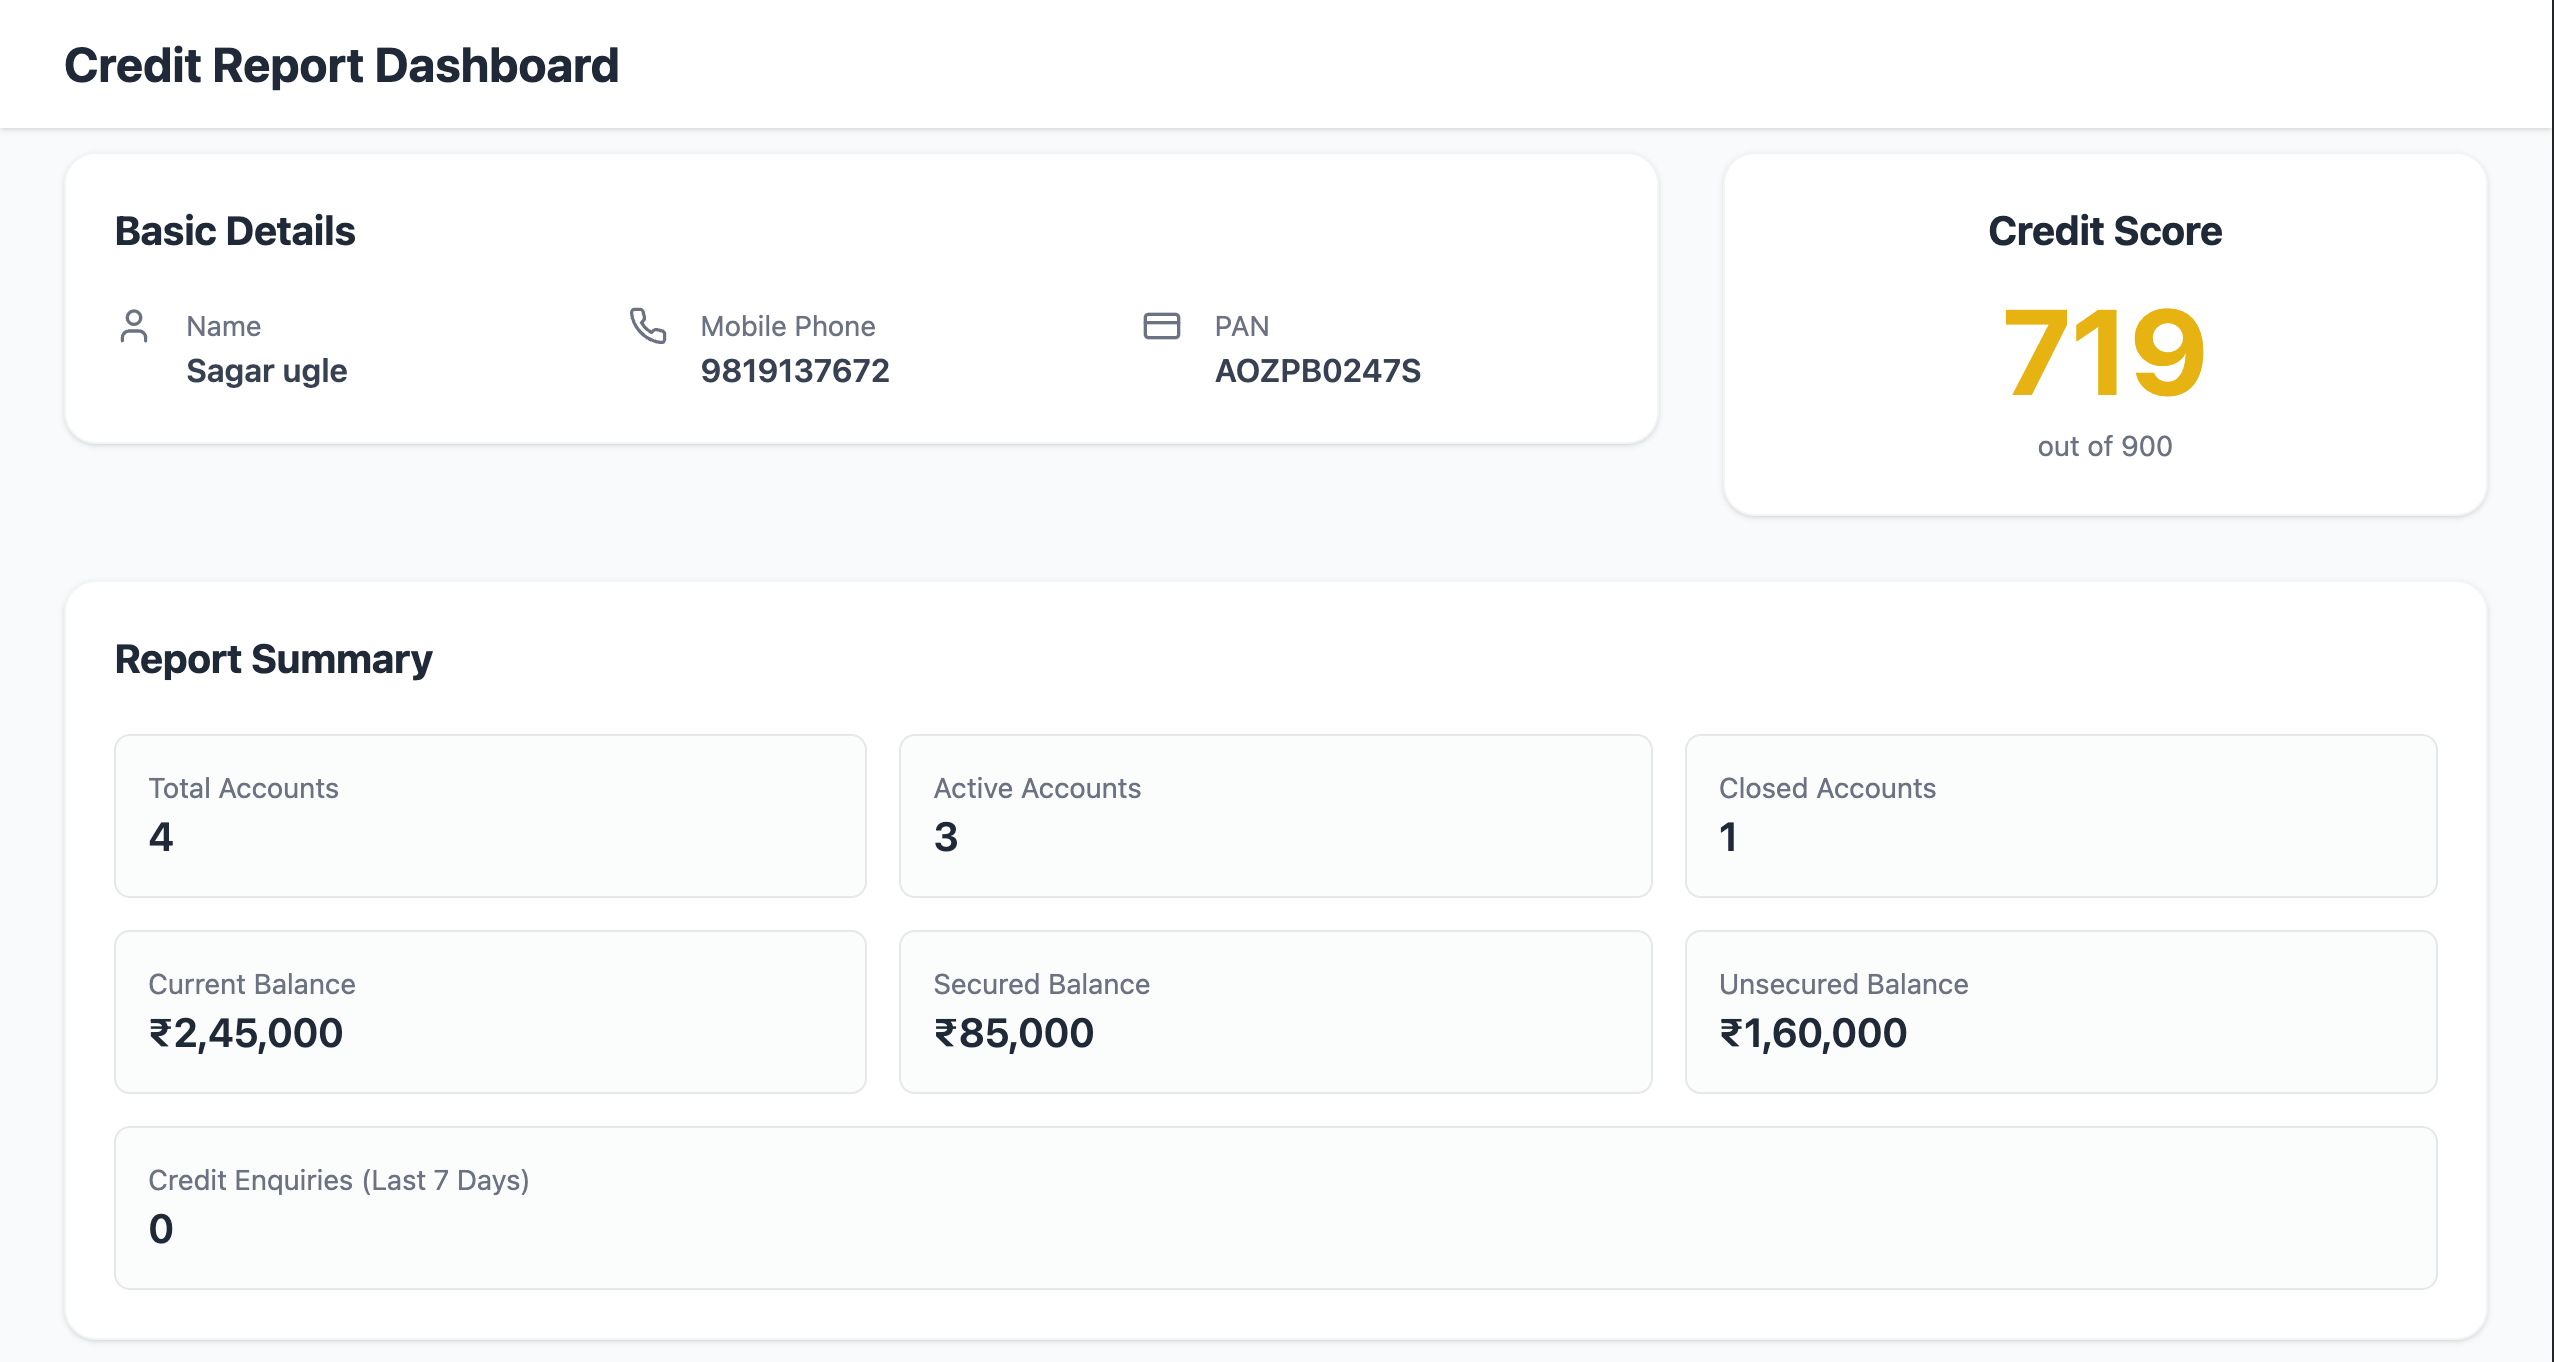 Credit Report Dashboard
Basic Details
Name
Sagar ugle
Mobile Phone
9819137672
PAN
AOZPB0247S
Credit Score
719
out of 900
Report Summary
Total Accounts
4
Active Accounts
3
Closed Accounts
1
Current Balance
₹2,45,000
Secured Balance
₹85,000
Unsecured Balance
₹1,60,000
Credit Enquiries (Last 7 Days)
0